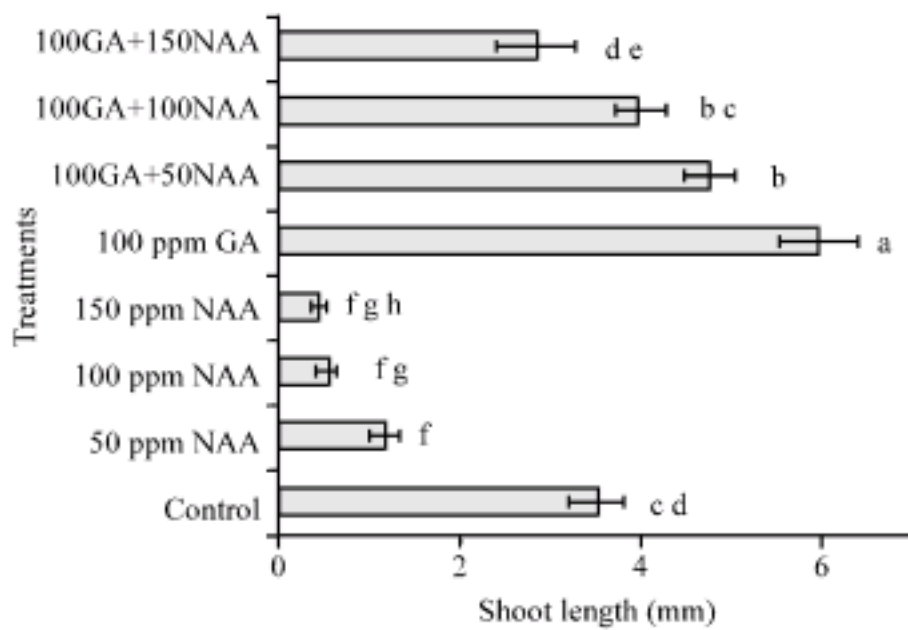 100GA+150NAA
d e
100GA+100NAA
b c
100GA+50NAA
b
100 ppm GA
a
150 ppm NAA
f g h
100 ppm NAA
f g
50 ppm NAA
f
Control
c d
Treatments
0 2 4 6
Shoot length (mm)